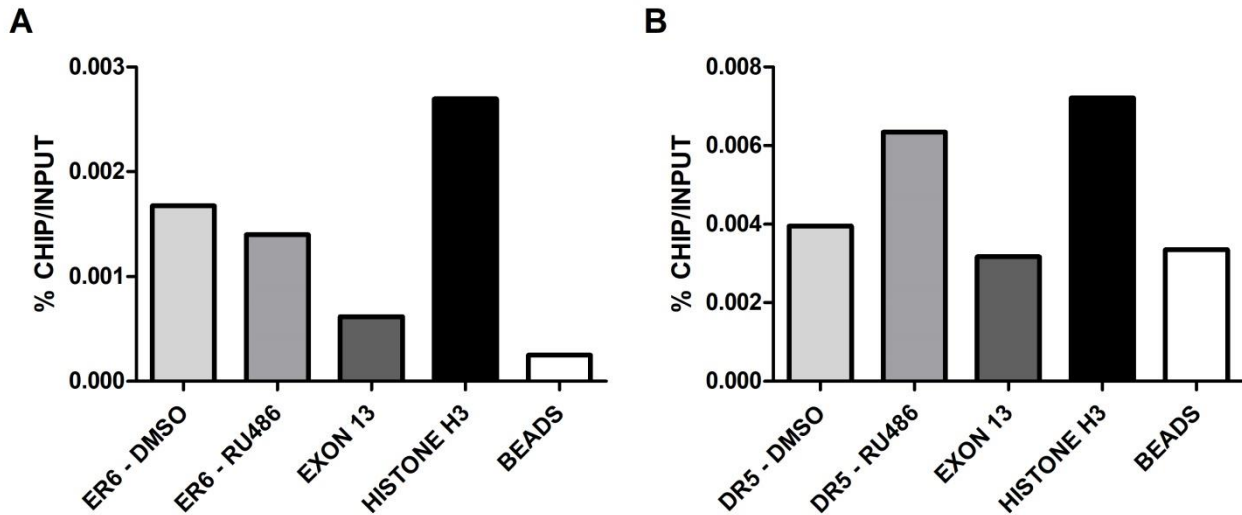 A
% CHIP/INPUT
0.003
0.002
0.001
0.000
ER6 - DMSO
ER6 - RU486
EXON 13
HISTONE H3
BEADS
B
% CHIP/INPUT
0.008
0.006
0.004
0.002
0.000
DR5 - DMSO
DR5 - RU486
EXON 13
HISTONE H3
BEADS